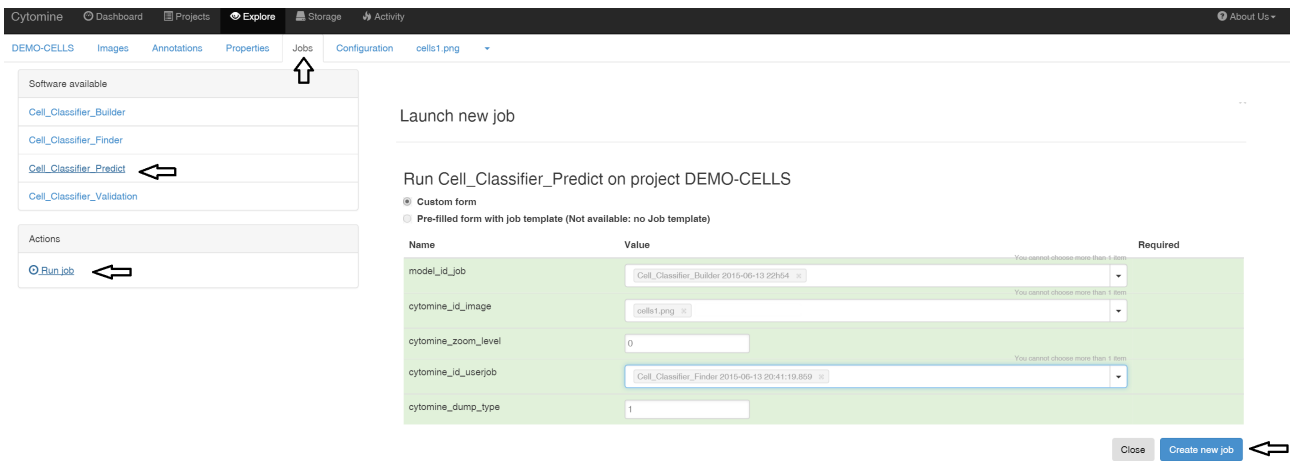 Cytomine Dashboard Projects Explore Storage Activity About Us
DEMO-CELLS Images Annotations Properties Jobs Configuration cells1.png
Software available
Cell_Classifier_Builder
Cell_Classifier_Finder
Cell_Classifier_Predict
Cell_Classifier_Validation
Actions
Run job
Launch new job
Run Cell_Classifier_Predict on project DEMO-CELLS
Custom form
Pre-filled form with job template (Not available: no Job template)
Name Value Required
You cannot choose more than 1 item
model_id_job Cell_Classifier_Builder 2015-06-13 22h54 ×
You cannot choose more than 1 item
cytomine_id_image cells1.png ×
cytomine_zoom_level 0
You cannot choose more than 1 item
cytomine_id_userjob Cell_Classifier_Finder 2015-06-13 20:41:19.859 ×
cytomine_dump_type 1
Close Create new job